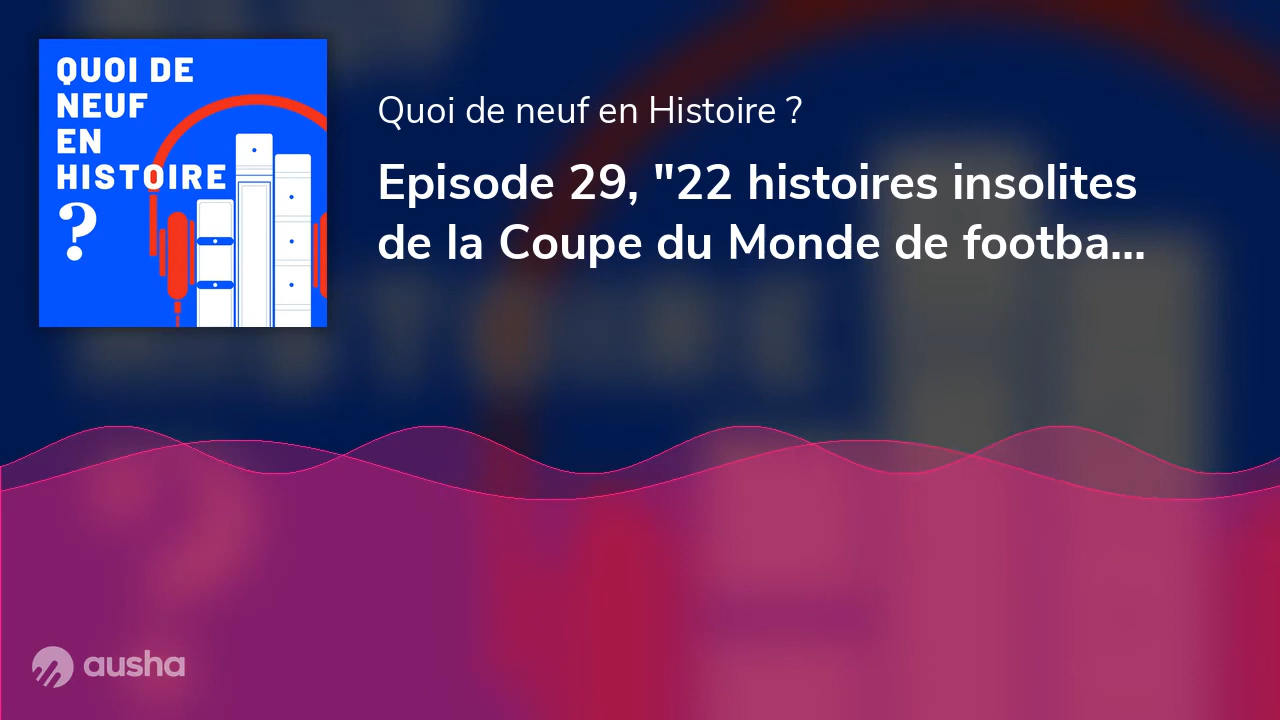 QUOI DE
NEUF
EN
HISTOIRE
?
Quoi de neuf en Histoire ?
Episode 29, "22 histoires insolites
de la Coupe du Monde de footba...
ausha